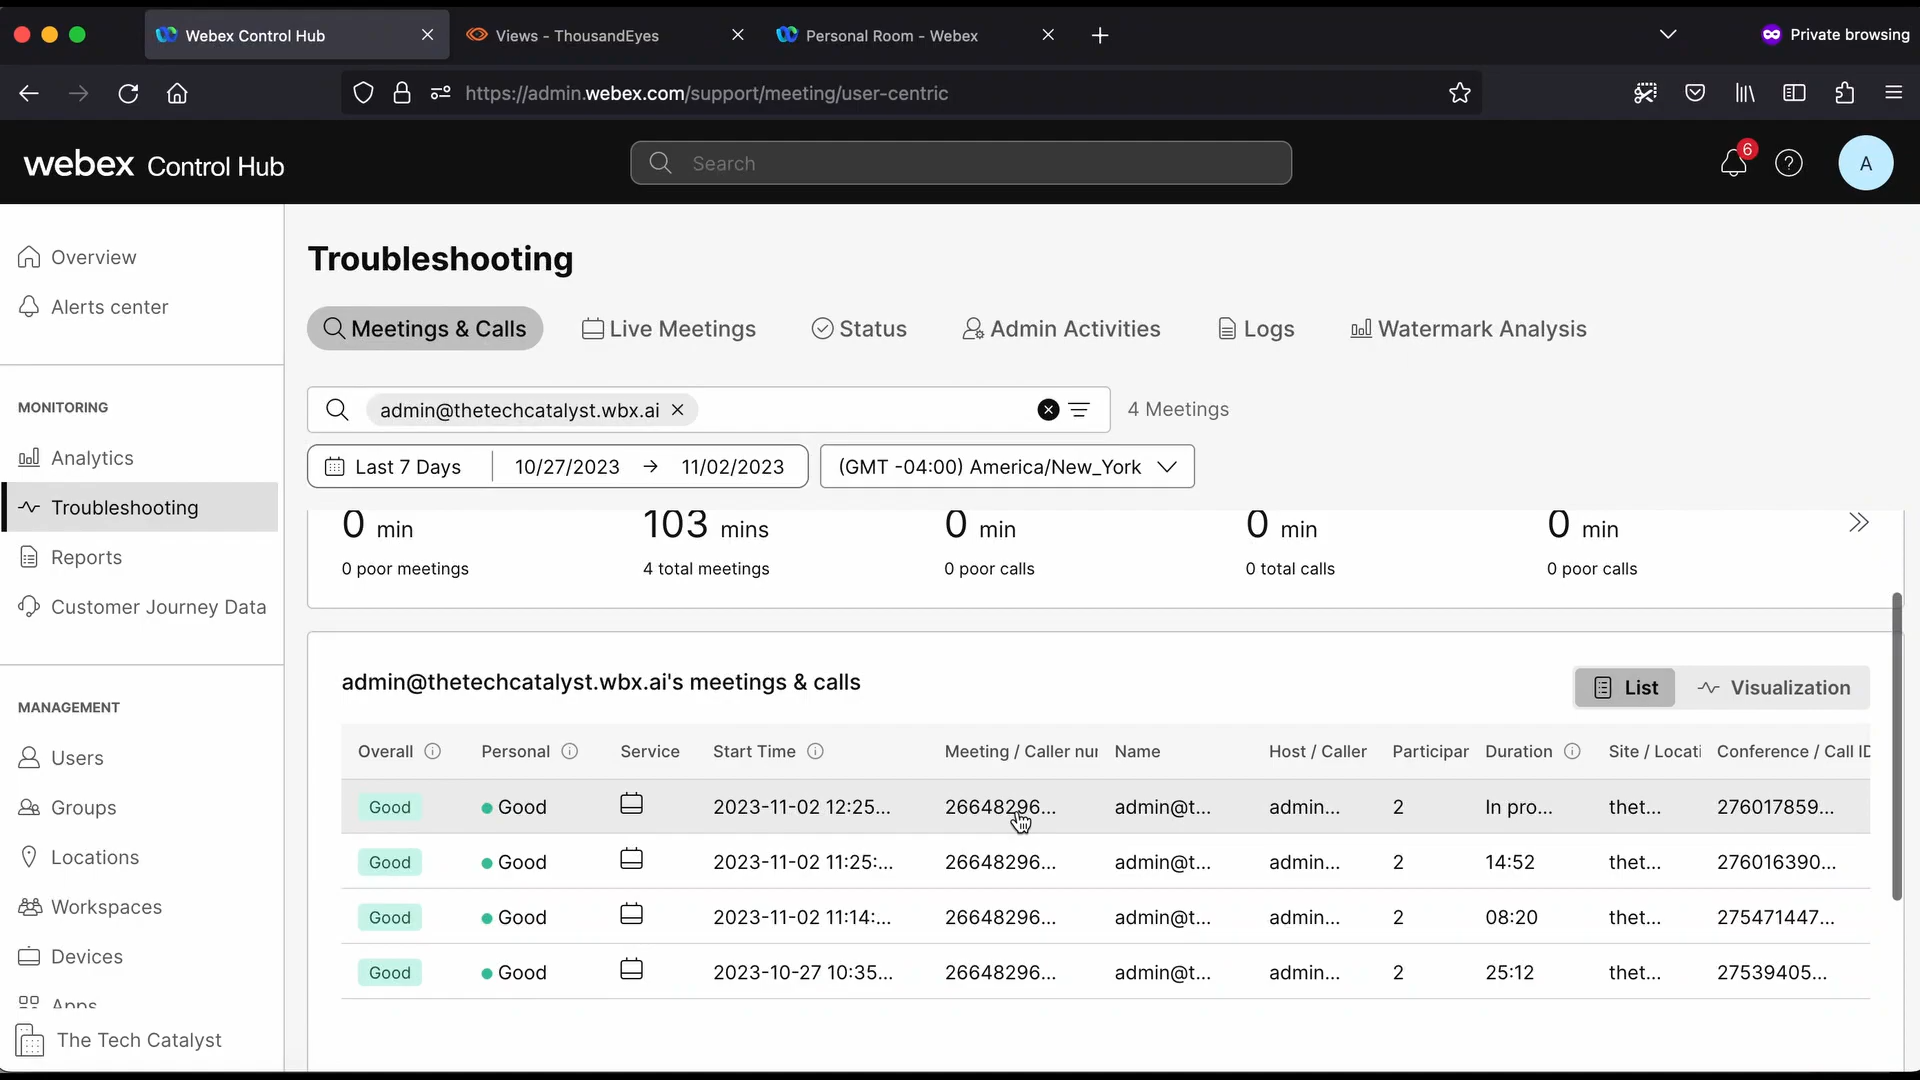 Webex Control Hub
Views - ThousandEyes
Personal Room - Webex
Private browsing
https://admin.webex.com/support/meeting/user-centric
webex Control Hub
Search
6
A
Overview
Alerts center
MONITORING
Analytics
Troubleshooting
Reports
Customer Journey Data
MANAGEMENT
Users
Groups
Locations
Workspaces
Devices
Apps
The Tech Catalyst
Troubleshooting
Meetings & Calls
Live Meetings
Status
Admin Activities
Logs
Watermark Analysis
admin@thetechcatalyst.wbx.ai
4 Meetings
Last 7 Days 10/27/2023 → 11/02/2023
(GMT -04:00) America/New_York
0 min 103 mins 0 min 0 min 0 min
0 poor meetings 4 total meetings 0 poor calls 0 total calls 0 poor calls
admin@thetechcatalyst.wbx.ai's meetings & calls
List
Visualization
Overall Personal Service Start Time Meeting / Caller nur Name Host / Caller Participar Duration Site / Locati Conference / Call ID
Good Good 2023-11-02 12:25... 26648296... admin@t... admin... 2 In pro... thet... 276017859...
Good Good 2023-11-02 11:25:... 26648296... admin@t... admin... 2 14:52 thet... 276016390...
Good Good 2023-11-02 11:14:... 26648296... admin@t... admin... 2 08:20 thet... 275471447...
Good Good 2023-10-27 10:35... 26648296... admin@t... admin... 2 25:12 thet... 27539405...